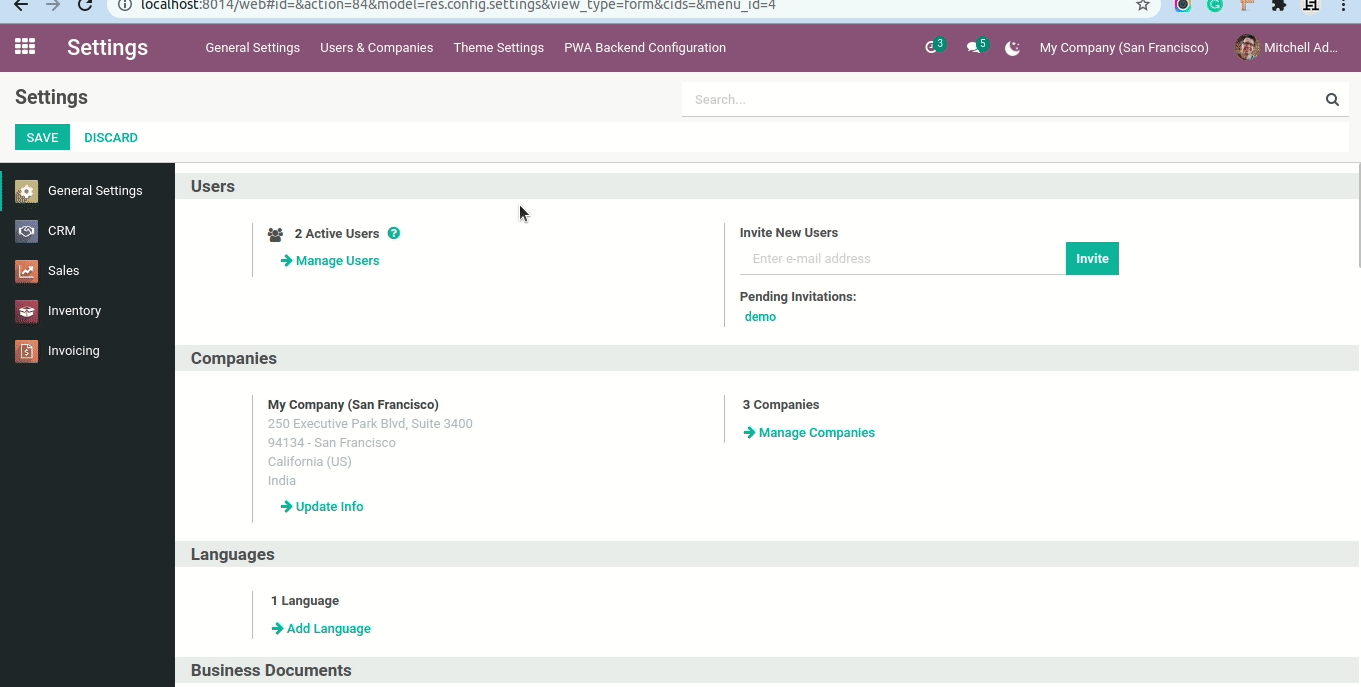 localhost:8014/web#id=&action=84&model=res.config.settings&view_type=form&cids=&menu_id=4
Settings
General Settings
Users & Companies
Theme Settings
PWA Backend Configuration
3
5
My Company (San Francisco)
Mitchell Ad...
Settings
Search...
SAVE
DISCARD
General Settings
CRM
Sales
Inventory
Invoicing
Users
2 Active Users ?
Manage Users
Invite New Users
Enter e-mail address
Invite
Pending Invitations:
demo
Companies
My Company (San Francisco)
250 Executive Park Blvd, Suite 3400
94134 - San Francisco
California (US)
India
Update Info
3 Companies
Manage Companies
Languages
1 Language
Add Language
Business Documents